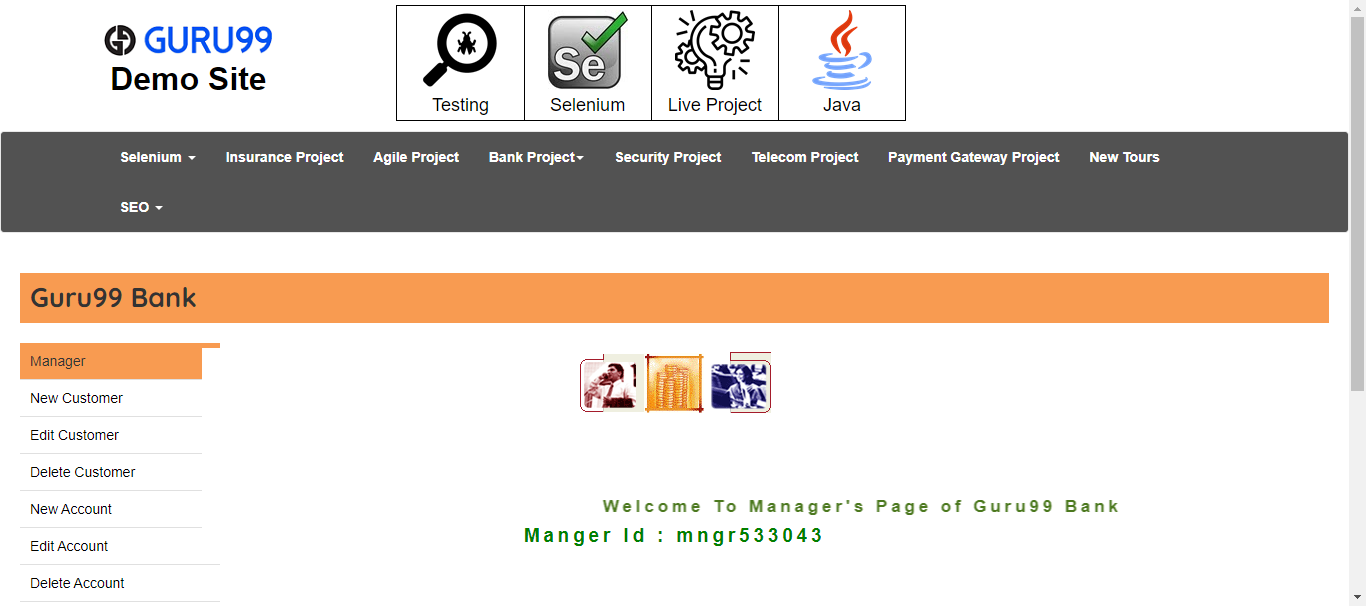 GURU99
Demo Site
Testing
Se
Selenium
Live Project
Java
Selenium
Insurance Project
Agile Project
Bank Project
Security Project
Telecom Project
Payment Gateway Project
New Tours
SEO
Guru99 Bank
Manager
New Customer
Edit Customer
Delete Customer
New Account
Edit Account
Delete Account
Welcome To Manager's Page of Guru99 Bank
Manger Id : mngr533043